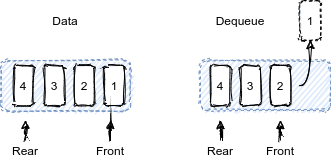 Data
Dequeue
1
4 3 2 1
4 3 2
Rear Front
Rear Front